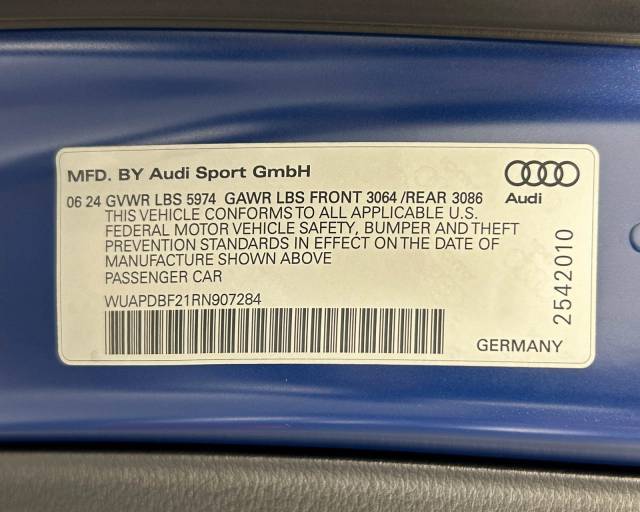 MFD. BY Audi Sport GmbH
Audi
06 24 GVWR LBS 5974 GAWR LBS FRONT 3064 /REAR 3086
THIS VEHICLE CONFORMS TO ALL APPLICABLE U.S.
FEDERAL MOTOR VEHICLE SAFETY, BUMPER AND THEFT
PREVENTION STANDARDS IN EFFECT ON THE DATE OF
MANUFACTURE SHOWN ABOVE
PASSENGER CAR
WUAPDBF21RN907284
GERMANY
2542010